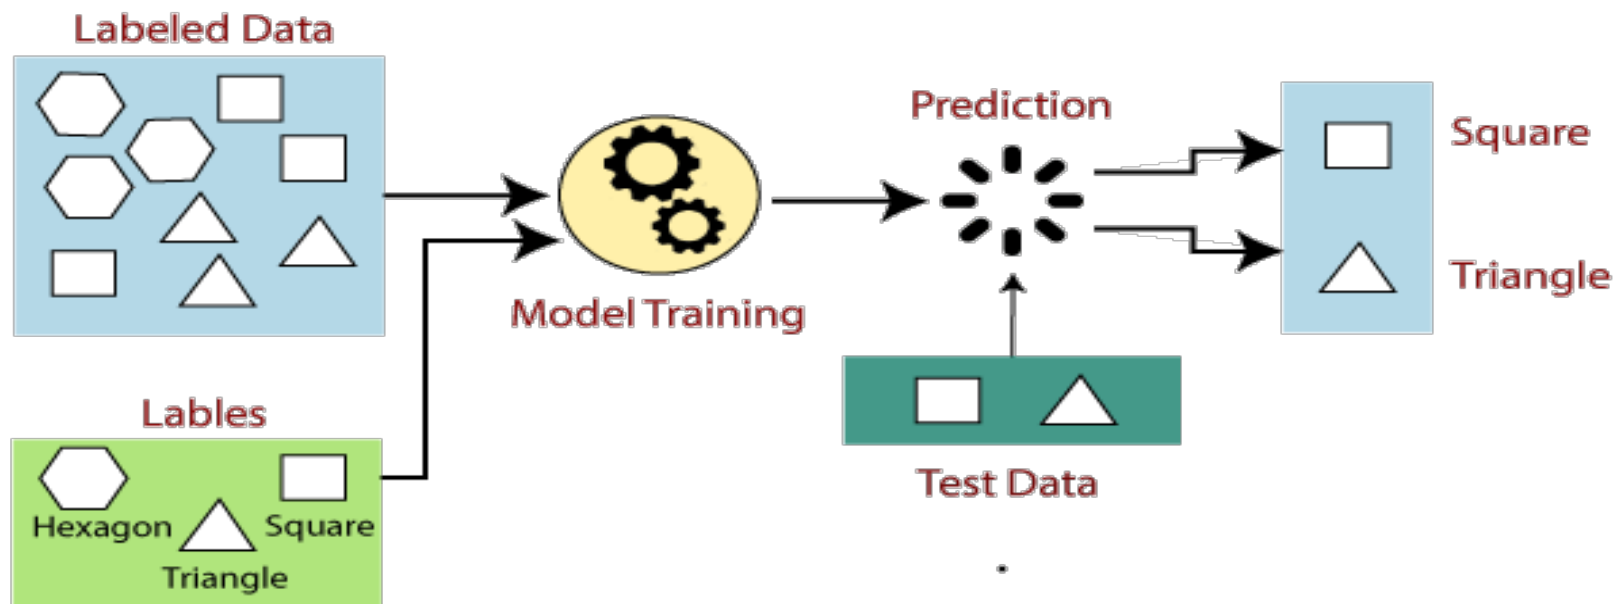 Labeled Data
Prediction
Square
Triangle
Model Training
Lables
Hexagon
Square
Triangle
Test Data